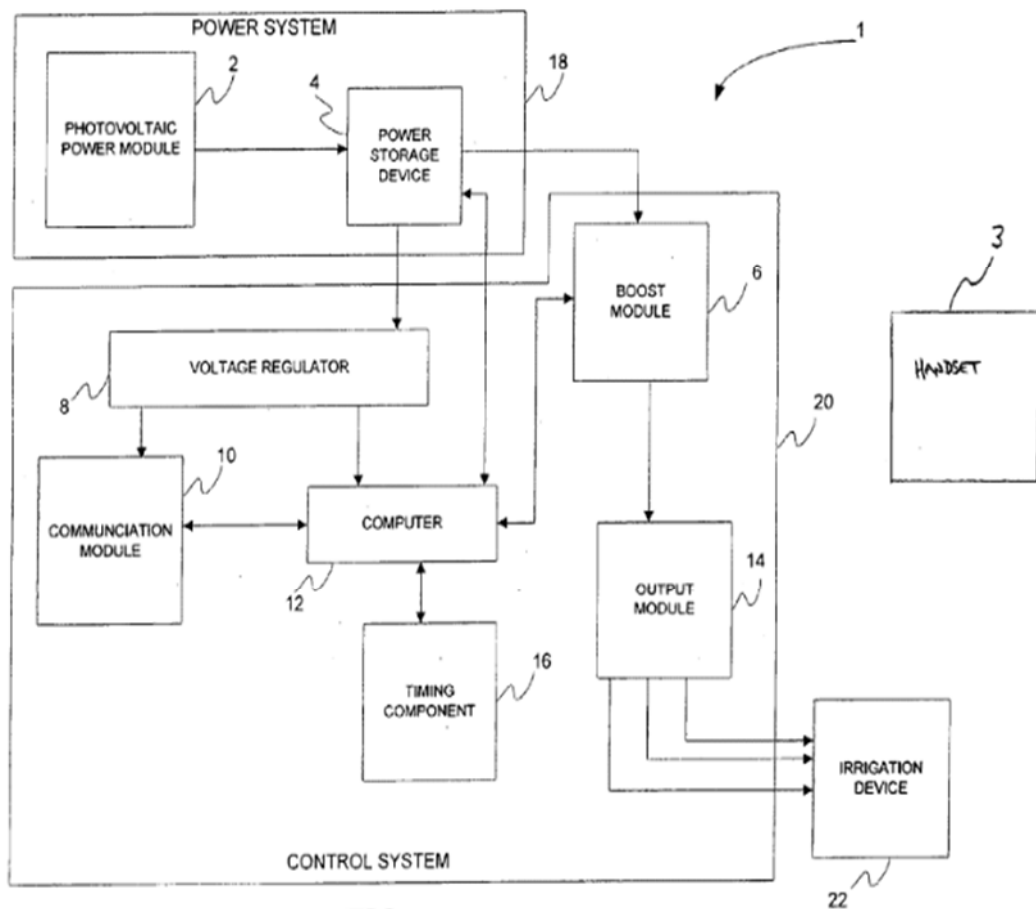 POWER SYSTEM
1
2
4
18
PHOTOVOLTAIC
POWER MODULE
POWER
STORAGE
DEVICE
3
BOOST
MODULE
6
HANDSET
VOLTAGE REGULATOR
8
20
10
COMMUNCIATION
MODULE
COMPUTER
12
OUTPUT
MODULE
14
16
TIMING
COMPONENT
IRRIGATION
DEVICE
CONTROL SYSTEM
22